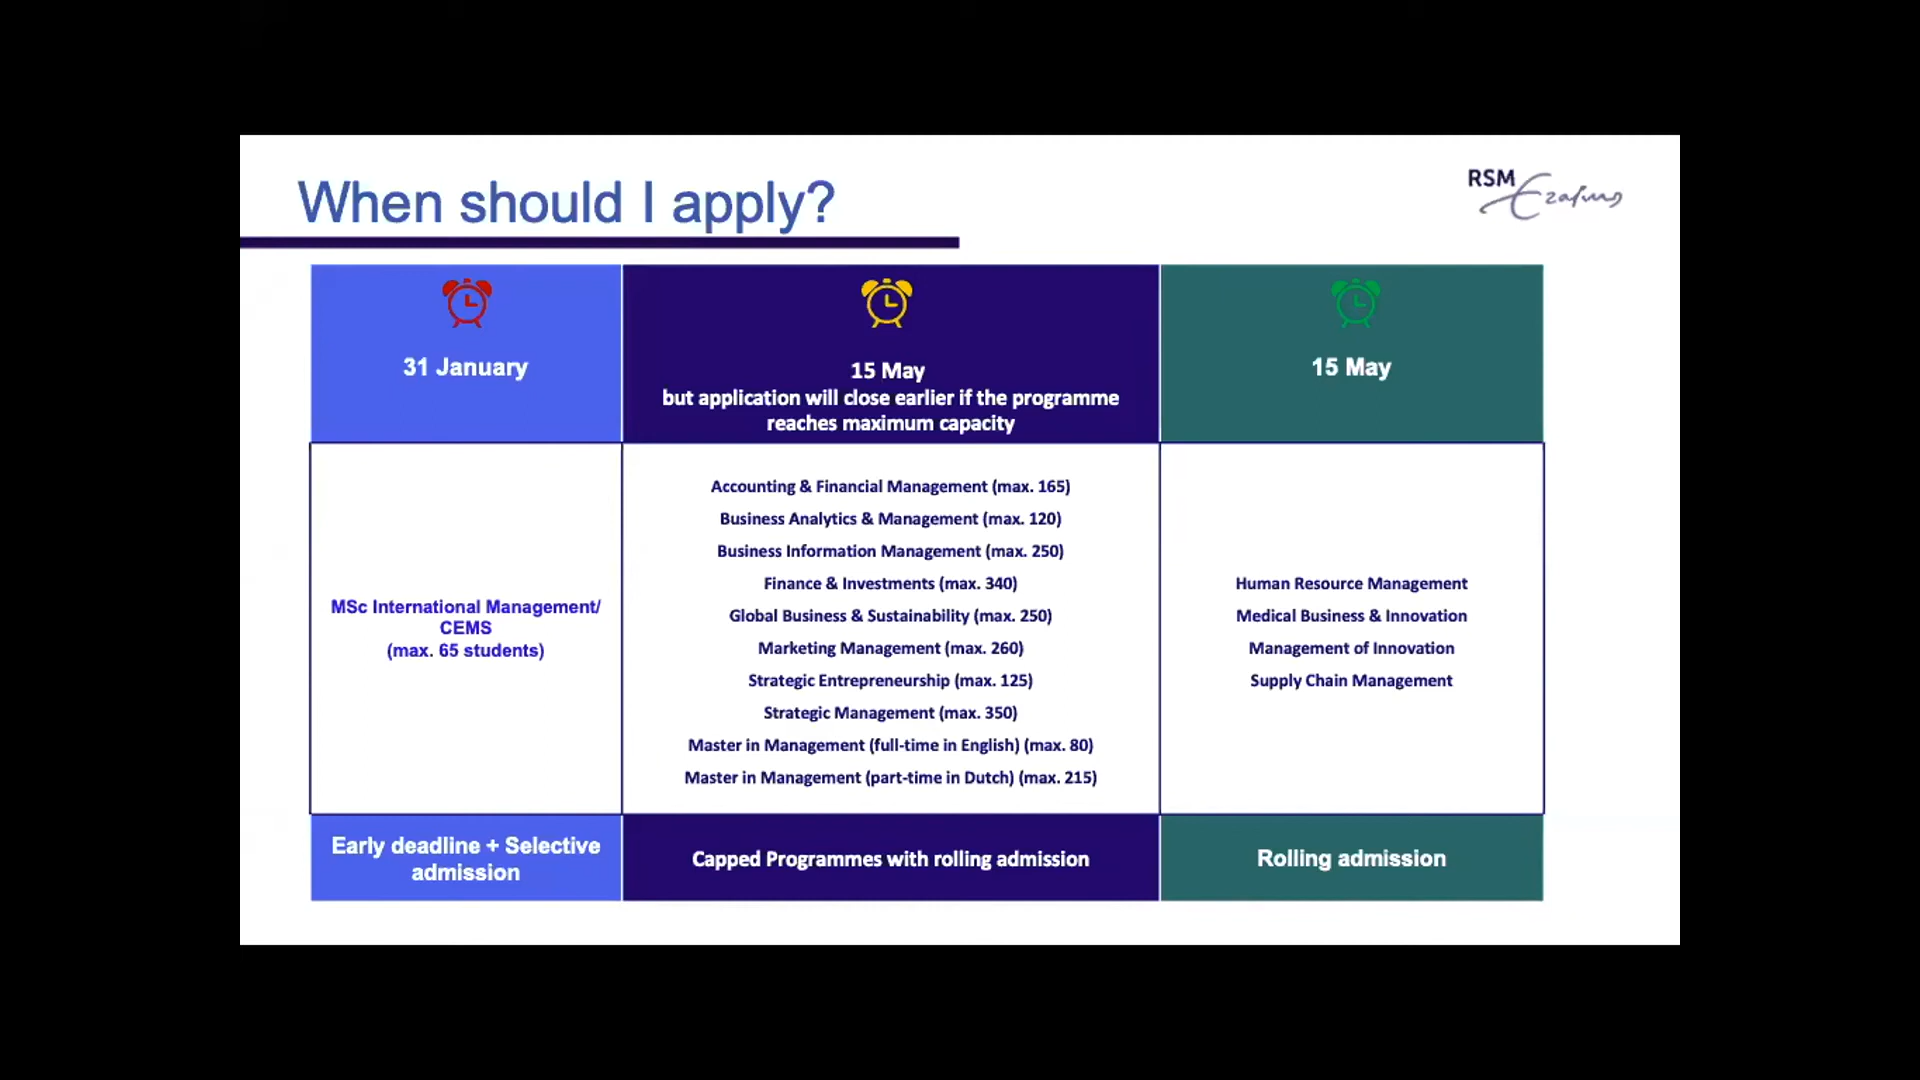 When should I apply?
RSM
Erasmus
31 January
15 May
but application will close earlier if the programme
reaches maximum capacity
15 May
MSc International Management/
CEMS
(max. 65 students)
Accounting & Financial Management (max. 165)
Business Analytics & Management (max. 120)
Business Information Management (max. 250)
Finance & Investments (max. 340)
Global Business & Sustainability (max. 250)
Marketing Management (max. 260)
Strategic Entrepreneurship (max. 125)
Strategic Management (max. 350)
Master in Management (full-time in English) (max. 80)
Master in Management (part-time in Dutch) (max. 215)
Human Resource Management
Medical Business & Innovation
Management of Innovation
Supply Chain Management
Early deadline + Selective
admission
Capped Programmes with rolling admission
Rolling admission